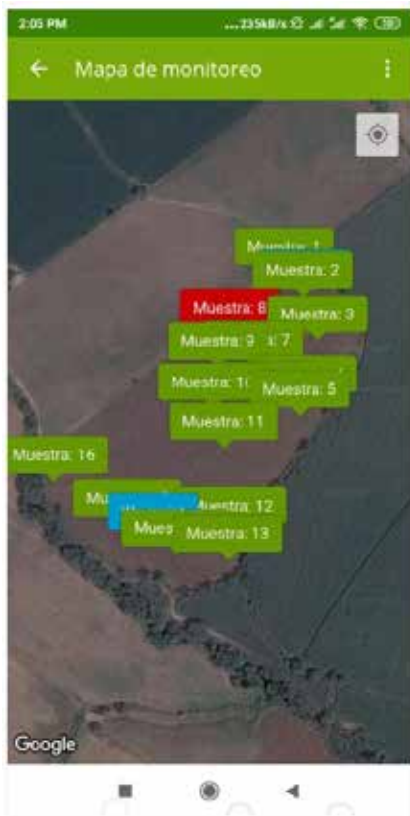 2:05 PM ...235kB/s
Mapa de monitoreo
Muestra: 1
Muestra: 2
Muestra: 8
Muestra: 3
Muestra: 9
: 7
Muestra: 5
Muestra: 11
Muestra: 16
Muestra: 12
Muestra: 13
Google